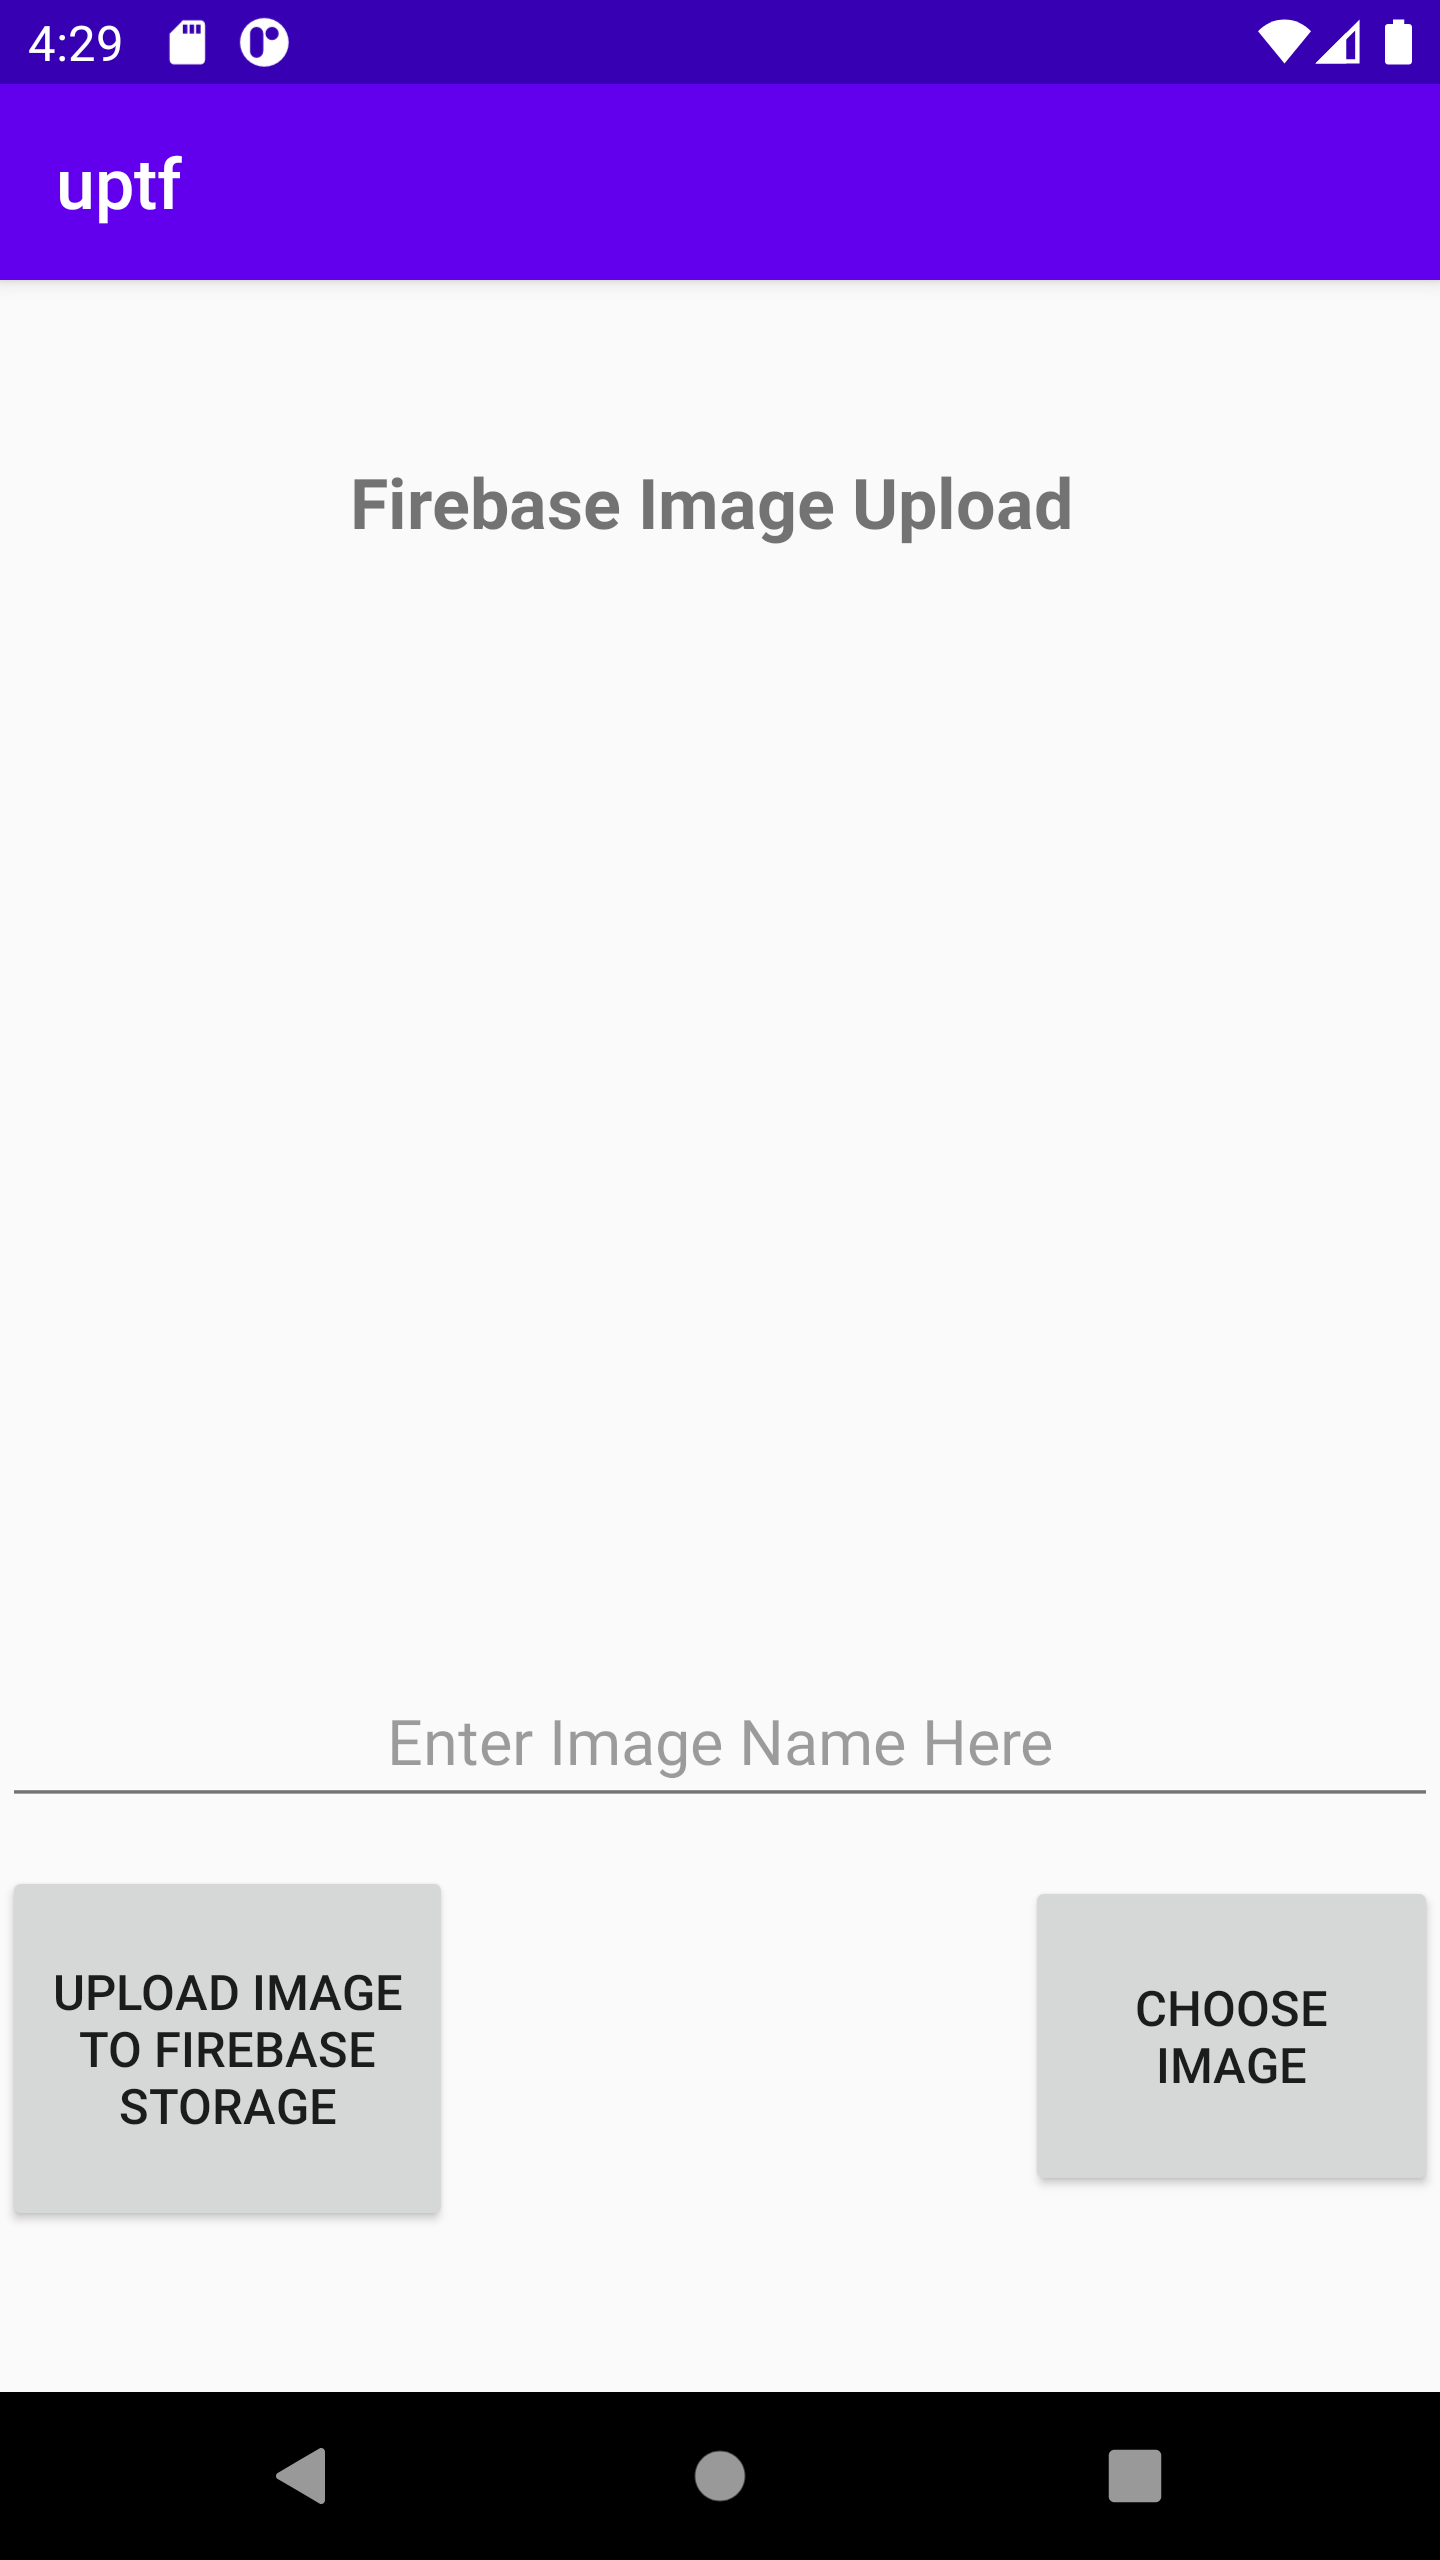 4:29
uptf
Firebase Image Upload
Enter Image Name Here
UPLOAD IMAGE
TO FIREBASE
STORAGE
CHOOSE
IMAGE